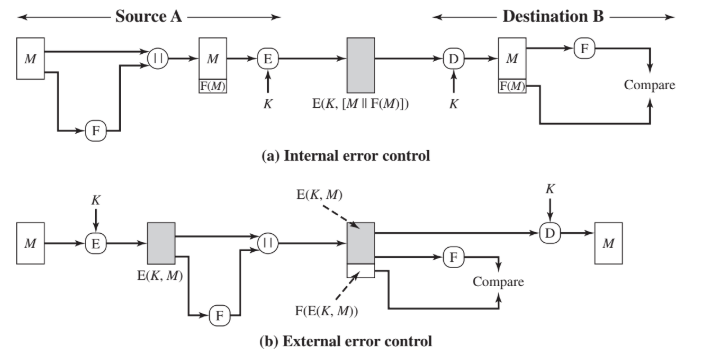 Source A
Destination B
M
F
||
M
F(M)
E
K
E(K, [M || F(M)])
D
K
M
F(M)
F
Compare
(a) Internal error control
M
K
E
E(K, M)
F
||
E(K, M)
F(E(K, M))
F
Compare
K
D
M
(b) External error control